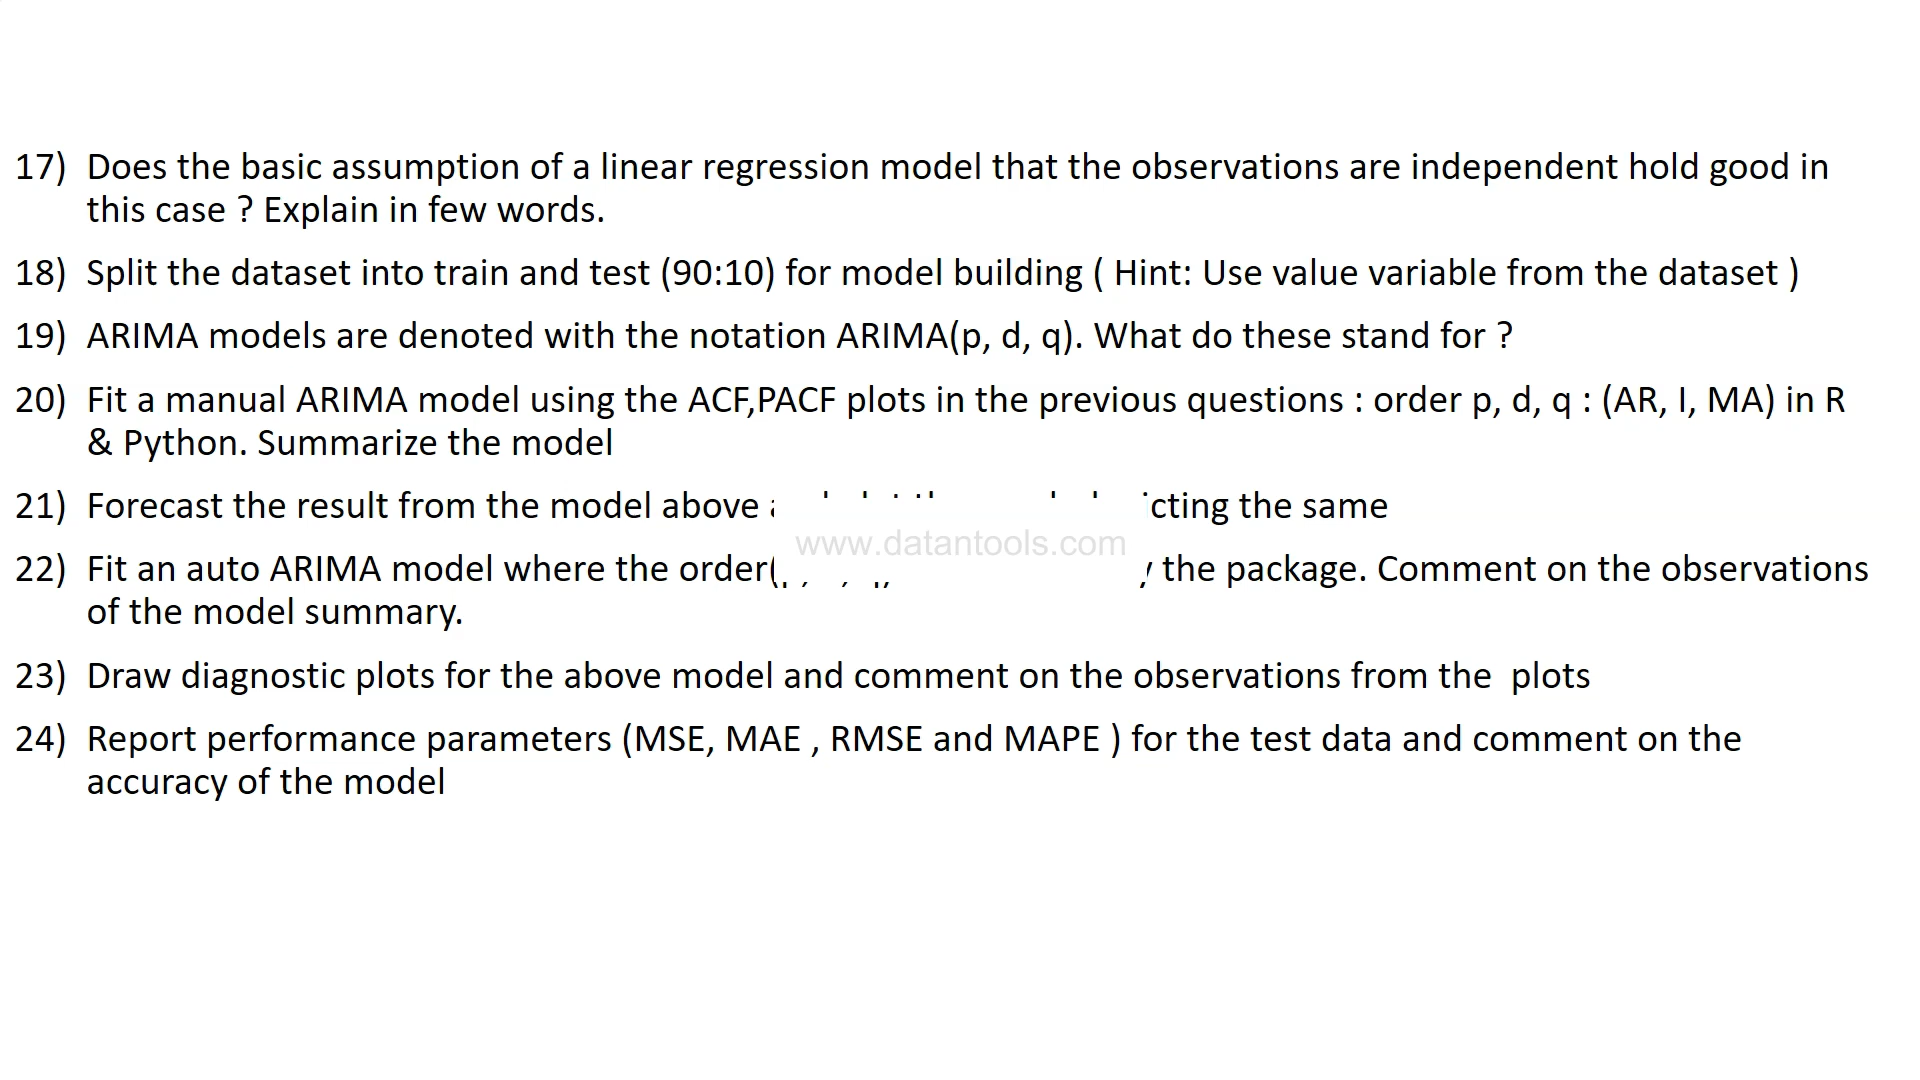 17) Does the basic assumption of a linear regression model that the observations are independent hold good in
this case ? Explain in few words.
18) Split the dataset into train and test (90:10) for model building ( Hint: Use value variable from the dataset )
19) ARIMA models are denoted with the notation ARIMA(p, d, q). What do these stand for ?
20) Fit a manual ARIMA model using the ACF,PACF plots in the previous questions : order p, d, q : (AR, I, MA) in R
& Python. Summarize the model
21) Forecast the result from the model above the same
www.datantools.com
22) Fit an auto ARIMA model where the the package. Comment on the observations
of the model summary.
23) Draw diagnostic plots for the above model and comment on the observations from the  plots
24) Report performance parameters (MSE, MAE , RMSE and MAPE ) for the test data and comment on the
accuracy of the model